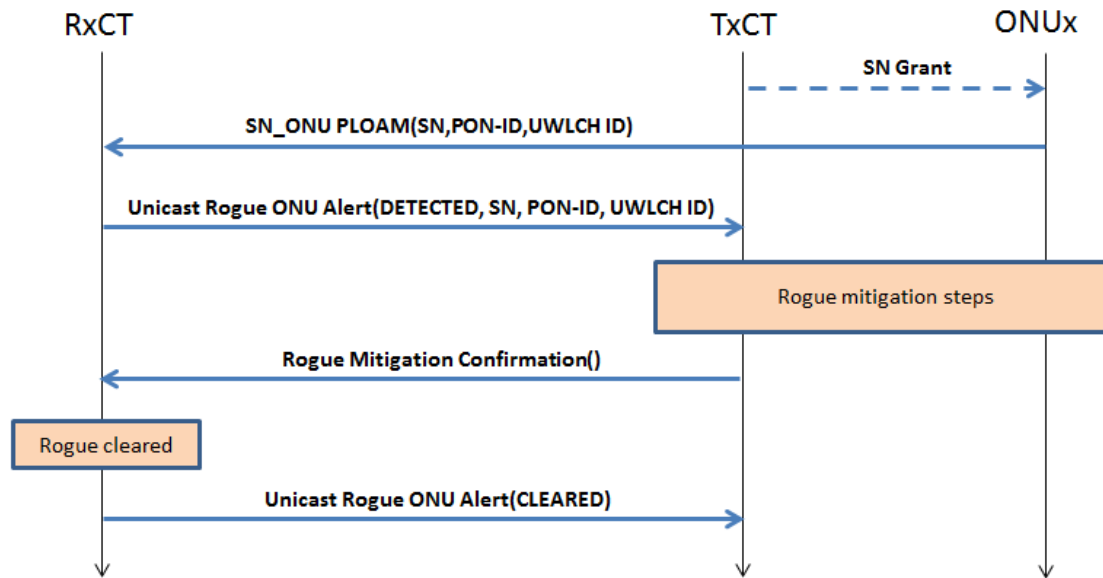 RxCT
TxCT
ONUx
SN Grant
SN_ONU PLOAM(SN,PON-ID,UWLCH ID)
Unicast Rogue ONU Alert(DETECTED, SN, PON-ID, UWLCH ID)
Rogue mitigation steps
Rogue Mitigation Confirmation()
Rogue cleared
Unicast Rogue ONU Alert(CLEARED)